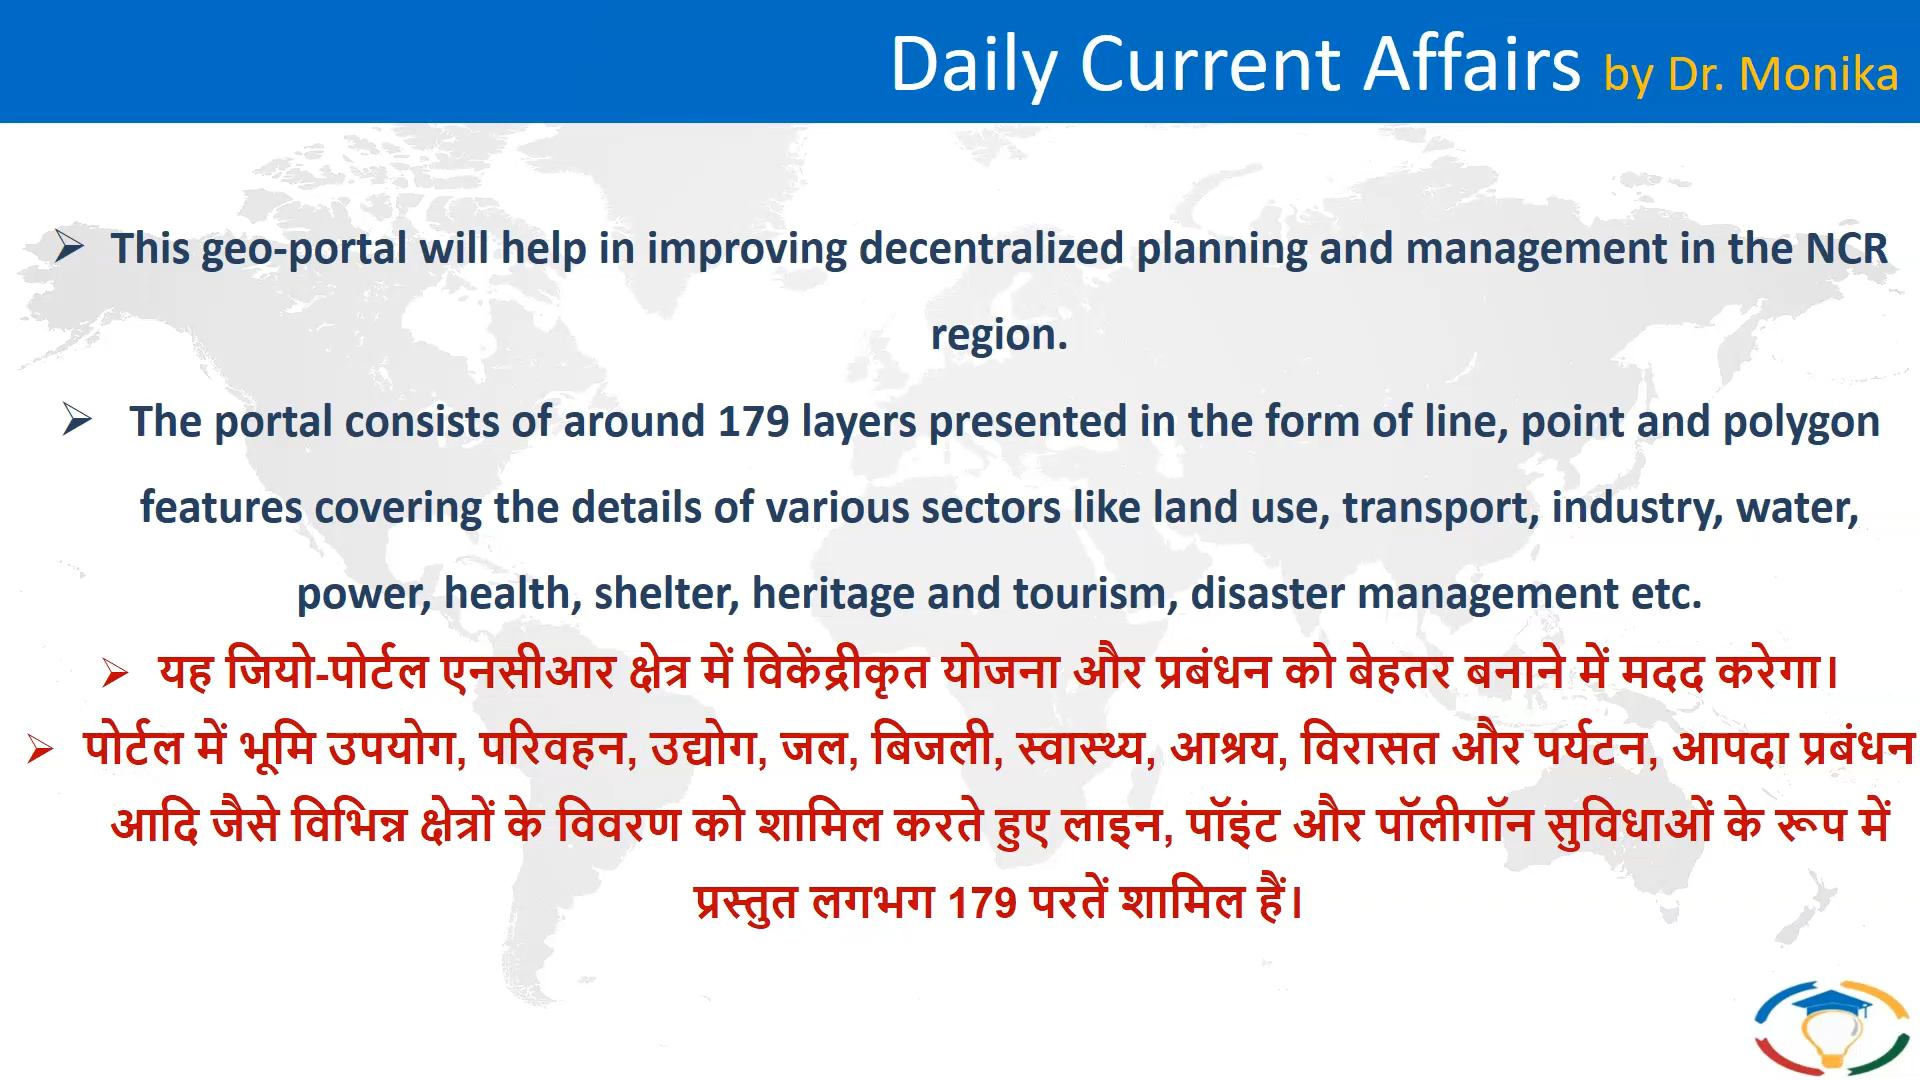 Daily Current Affairs by Dr. Monika
➢ This geo-portal will help in improving decentralized planning and management in the NCR
region.
➢ The portal consists of around 179 layers presented in the form of line, point and polygon
features covering the details of various sectors like land use, transport, industry, water,
power, health, shelter, heritage and tourism, disaster management etc.
➢ यह जियो-पोर्टल एनसीआर क्षेत्र में विकेंद्रीकृत योजना और प्रबंधन को बेहतर बनाने में मदद करेगा।
➢ पोर्टल में भूमि उपयोग, परिवहन, उद्योग, जल, बिजली, स्वास्थ्य, आश्रय, विरासत और पर्यटन, आपदा प्रबंधन
आदि जैसे विभिन्न क्षेत्रों के विवरण को शामिल करते हुए लाइन, पॉइंट और पॉलीगॉन सुविधाओं के रूप में
प्रस्तुत लगभग 179 परतें शामिल हैं।